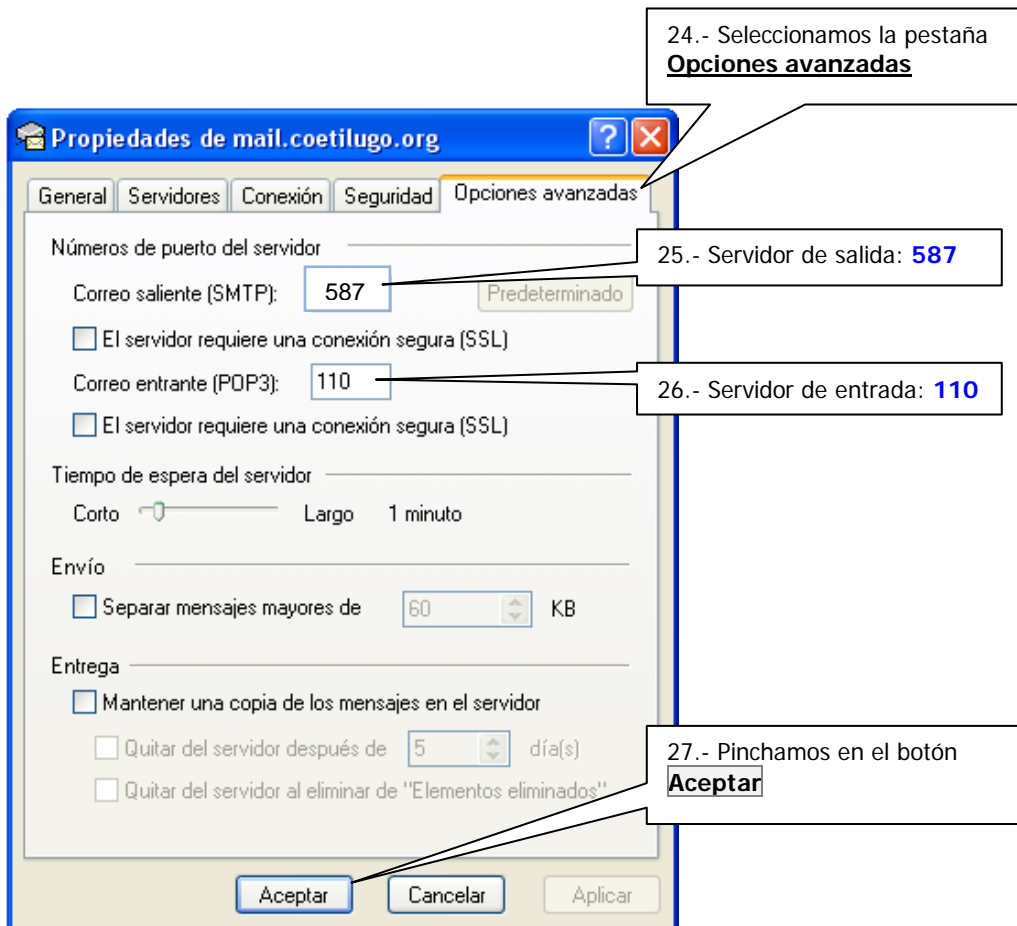 24.- Seleccionamos la pestaña
Opciones avanzadas
Propiedades de mail.coetilugo.org
General Servidores Conexión Seguridad Opciones avanzadas
Números de puerto del servidor
25.- Servidor de salida: 587
Correo saliente (SMTP): 587 Predeterminado
El servidor requiere una conexión segura (SSL)
Correo entrante (POP3): 110
26.- Servidor de entrada: 110
El servidor requiere una conexión segura (SSL)
Tiempo de espera del servidor
Corto Largo 1 minuto
Envío
Separar mensajes mayores de 60 KB
Entrega
Mantener una copia de los mensajes en el servidor
Quitar del servidor después de 5 día(s)
27.- Pinchamos en el botón
Aceptar
Quitar del servidor al eliminar de "Elementos eliminados"
Aceptar Cancelar Aplicar